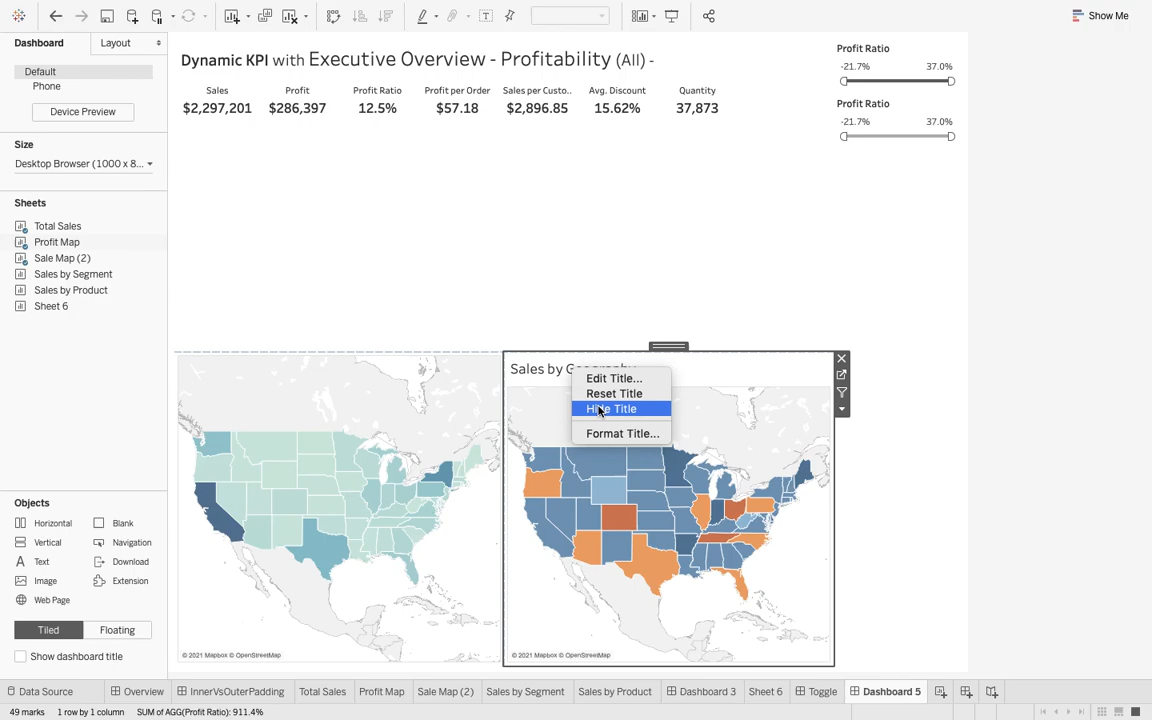 Show Me
Dashboard
Layout
Default
Phone
Device Preview
Size
Desktop Browser (1000 x 8...
Sheets
Total Sales
Profit Map
Sale Map (2)
Sales by Segment
Sales by Product
Sheet 6
Objects
Horizontal
Blank
Vertical
Navigation
Text
Download
Image
Extension
Web Page
Tiled
Floating
Show dashboard title
Dynamic KPI with Executive Overview - Profitability (All) -
Sales Profit Profit Ratio Profit per Order Sales per Custo.. Avg. Discount Quantity
$2,297,201 $286,397 12.5% $57.18 $2,896.85 15.62% 37,873
Profit Ratio
-21.7% 37.0%
Profit Ratio
-21.7% 37.0%
Sales by
Edit Title...
Reset Title
Hide Title
Format Title...
© 2021 Mapbox © OpenStreetMap
© 2021 Mapbox © OpenStreetMap
Data Source Overview InnerVsOuterPadding Total Sales Profit Map Sale Map (2) Sales by Segment Sales by Product Dashboard 3 Sheet 6 Toggle Dashboard 5
49 marks 1 row by 1 column SUM of AGG(Profit Ratio): 911.4%